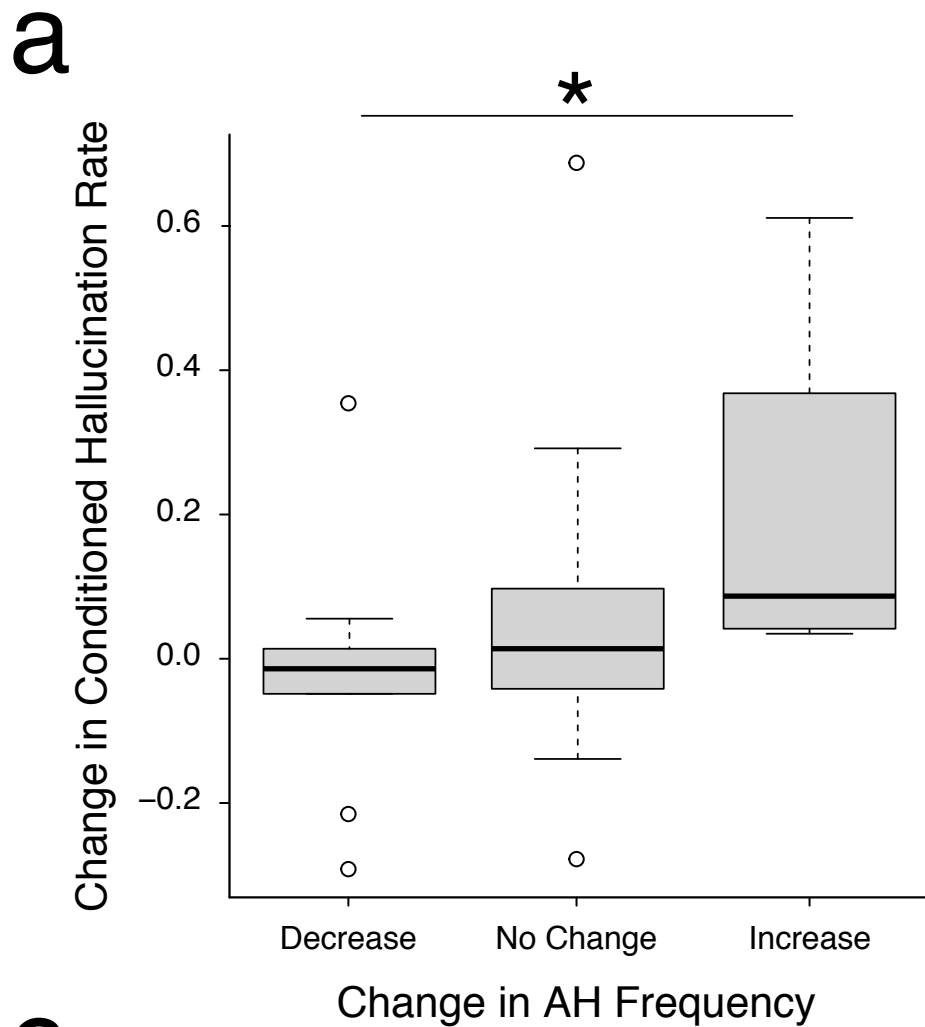 a
*
Change in Conditioned Hallucination Rate
0.6
0.4
0.2
0.0
−0.2
Decrease No Change Increase
Change in AH Frequency